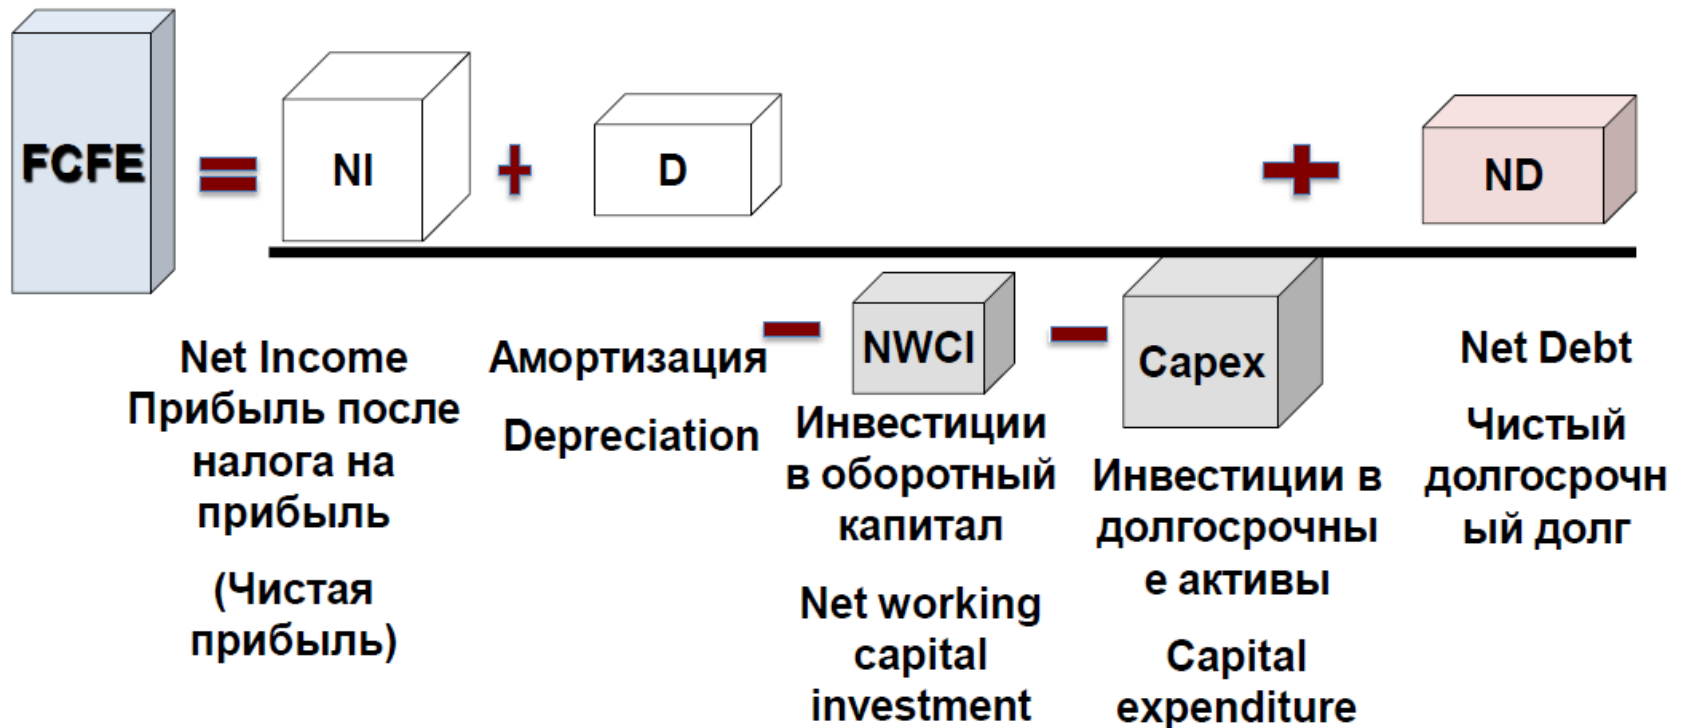 FCFE = NI + D + ND
− NWCI − Capex
Net Income
Прибыль после
налога на
прибыль
(Чистая
прибыль)
Амортизация
Depreciation
Инвестиции
в оборотный
капитал
Net working
capital
investment
Инвестиции в
долгосрочны
е активы
Capital
expenditure
Net Debt
Чистый
долгосрочн
ый долг